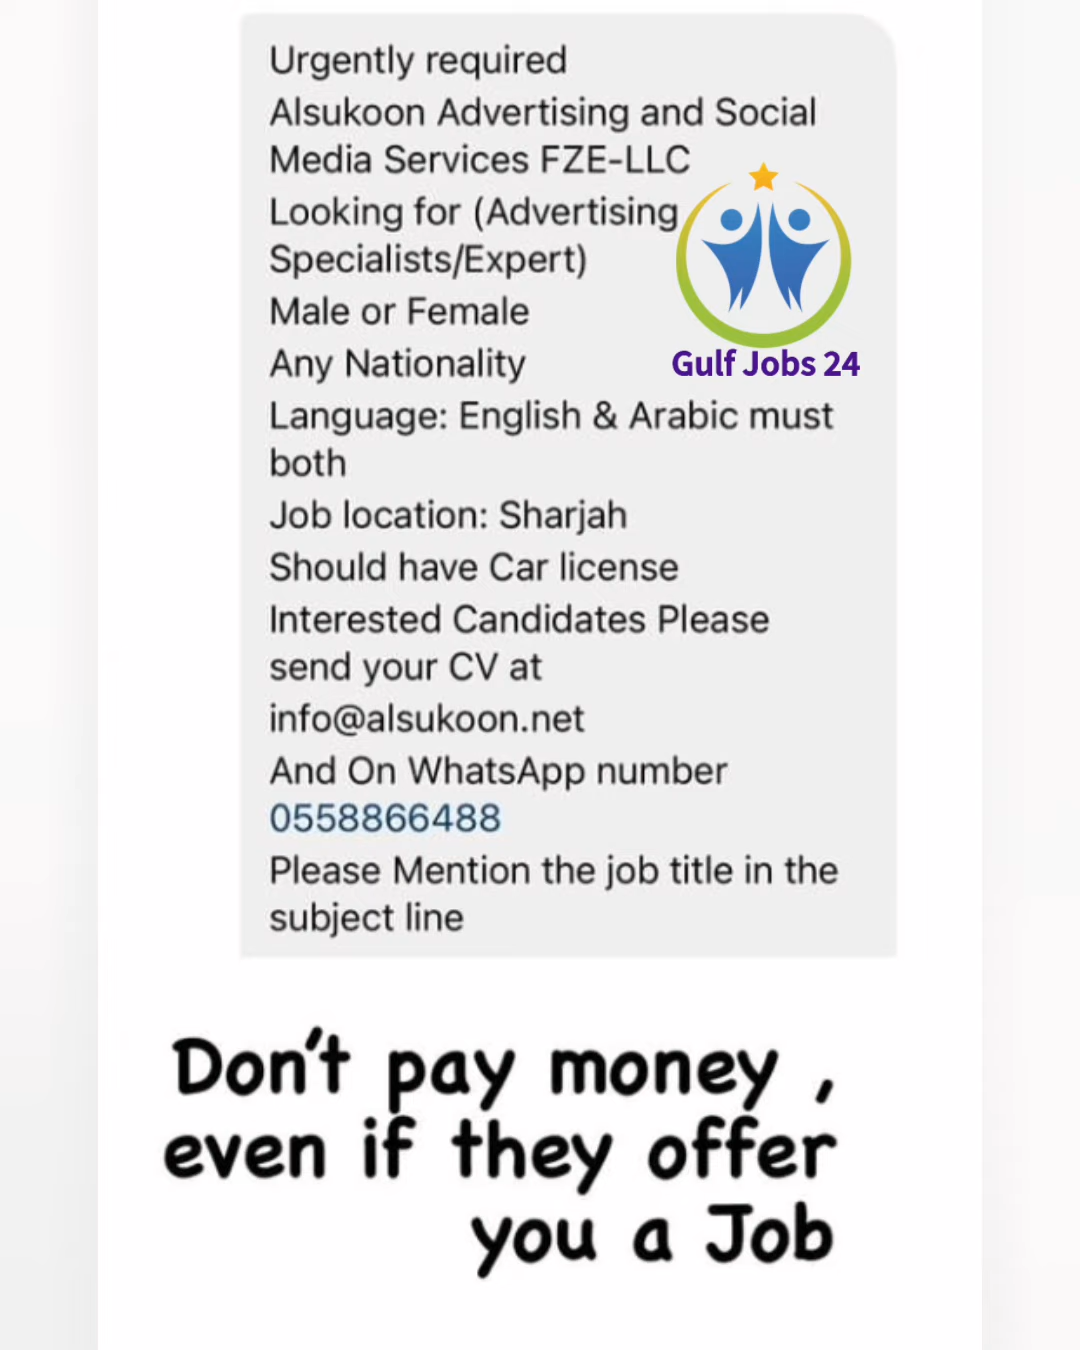 Urgently required
Alsukoon Advertising and Social
Media Services FZE-LLC
Looking for (Advertising
Specialists/Expert)
Male or Female
Any Nationality
Gulf Jobs 24
Language: English & Arabic must
both
Job location: Sharjah
Should have Car license
Interested Candidates Please
send your CV at
info@alsukoon.net
And On WhatsApp number
0558866488
Please Mention the job title in the
subject line
Don't pay money ,
even if they offer
you a Job